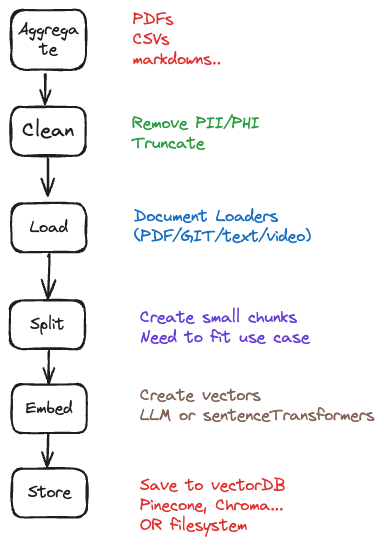 Aggrega
te
PDFs
CSVs
markdowns..
Clean
Remove PII/PHI
Truncate
Load
Document Loaders
(PDF/GIT/text/video)
Split
Create small chunks
Need to fit use case
Embed
Create vectors
LLM or sentenceTransformers
Store
Save to vectorDB
Pinecone, Chroma...
OR filesystem